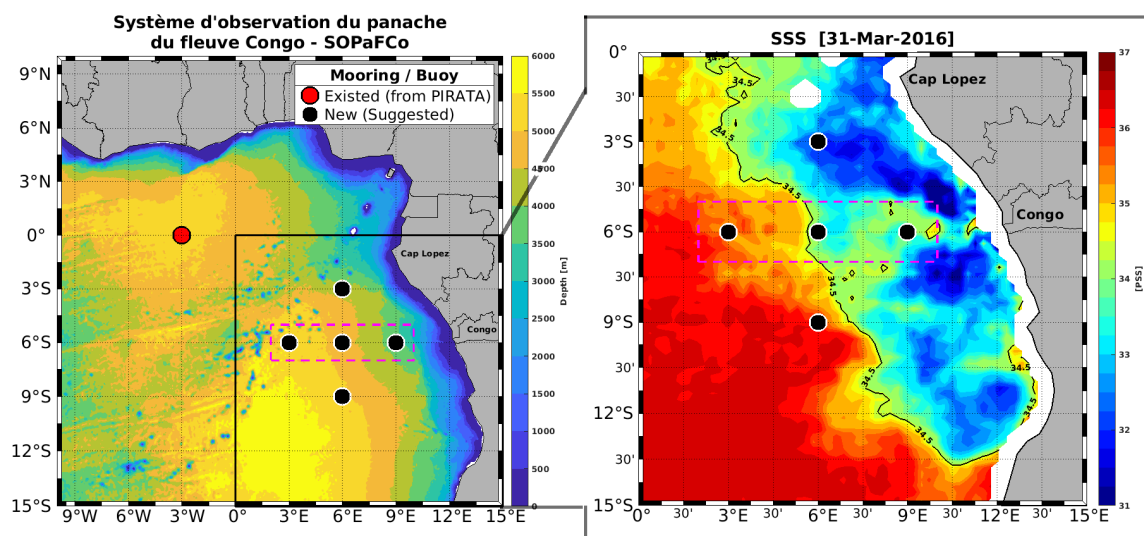 Système d'observation du panache
du fleuve Congo - SOPaFCo
Mooring / Buoy
Existed (from PIRATA)
New (Suggested)
9°N
6°N
3°N
0°
3°S
6°S
9°S
12°S
15°S
9°W
6°W
3°W
0°
3°E
6°E
9°E
12°E
15°E
Cap Lopez
Congo
6000
5500
5000
4500
4000
3500
3000
2500
2000
1500
1000
500
0
Depth [m]
SSS [31-Mar-2016]
0°
30'
3°S
30'
6°S
30'
9°S
30'
12°S
30'
15°S
0°
30'
3°E
30'
6°E
30'
9°E
30'
12°E
30'
15°E
Cap Lopez
Congo
34.5
34.5
34.5
34.5
34.5
34.5
34.5
34.5
37
36
35
34
33
32
31
[PSS]